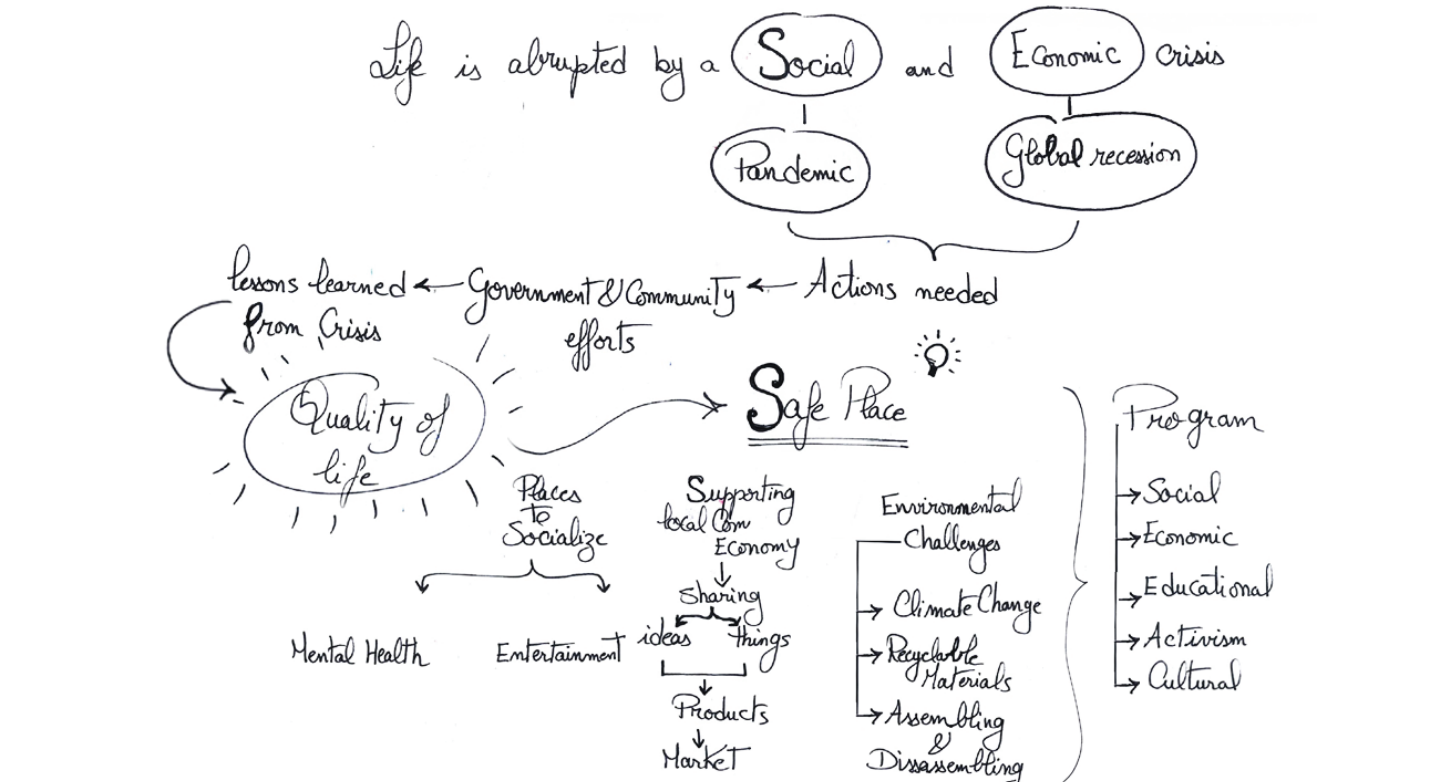 Life is abrupted by a Social and Economic crisis
Pandemic
Global recession
Actions needed
Government & Community
efforts
lessons learned
from Crisis
Quality of
life
Safe Place
Places
to
Socialize
Mental Health
Entertainment
Supporting
local Com
Economy
Sharing
ideas
things
Products
Market
Environmental
Challenges
Climate Change
Recyclable
Materials
Assembling
&
Dissassembling
Program
Social
Economic
Educational
Activism
Cultural